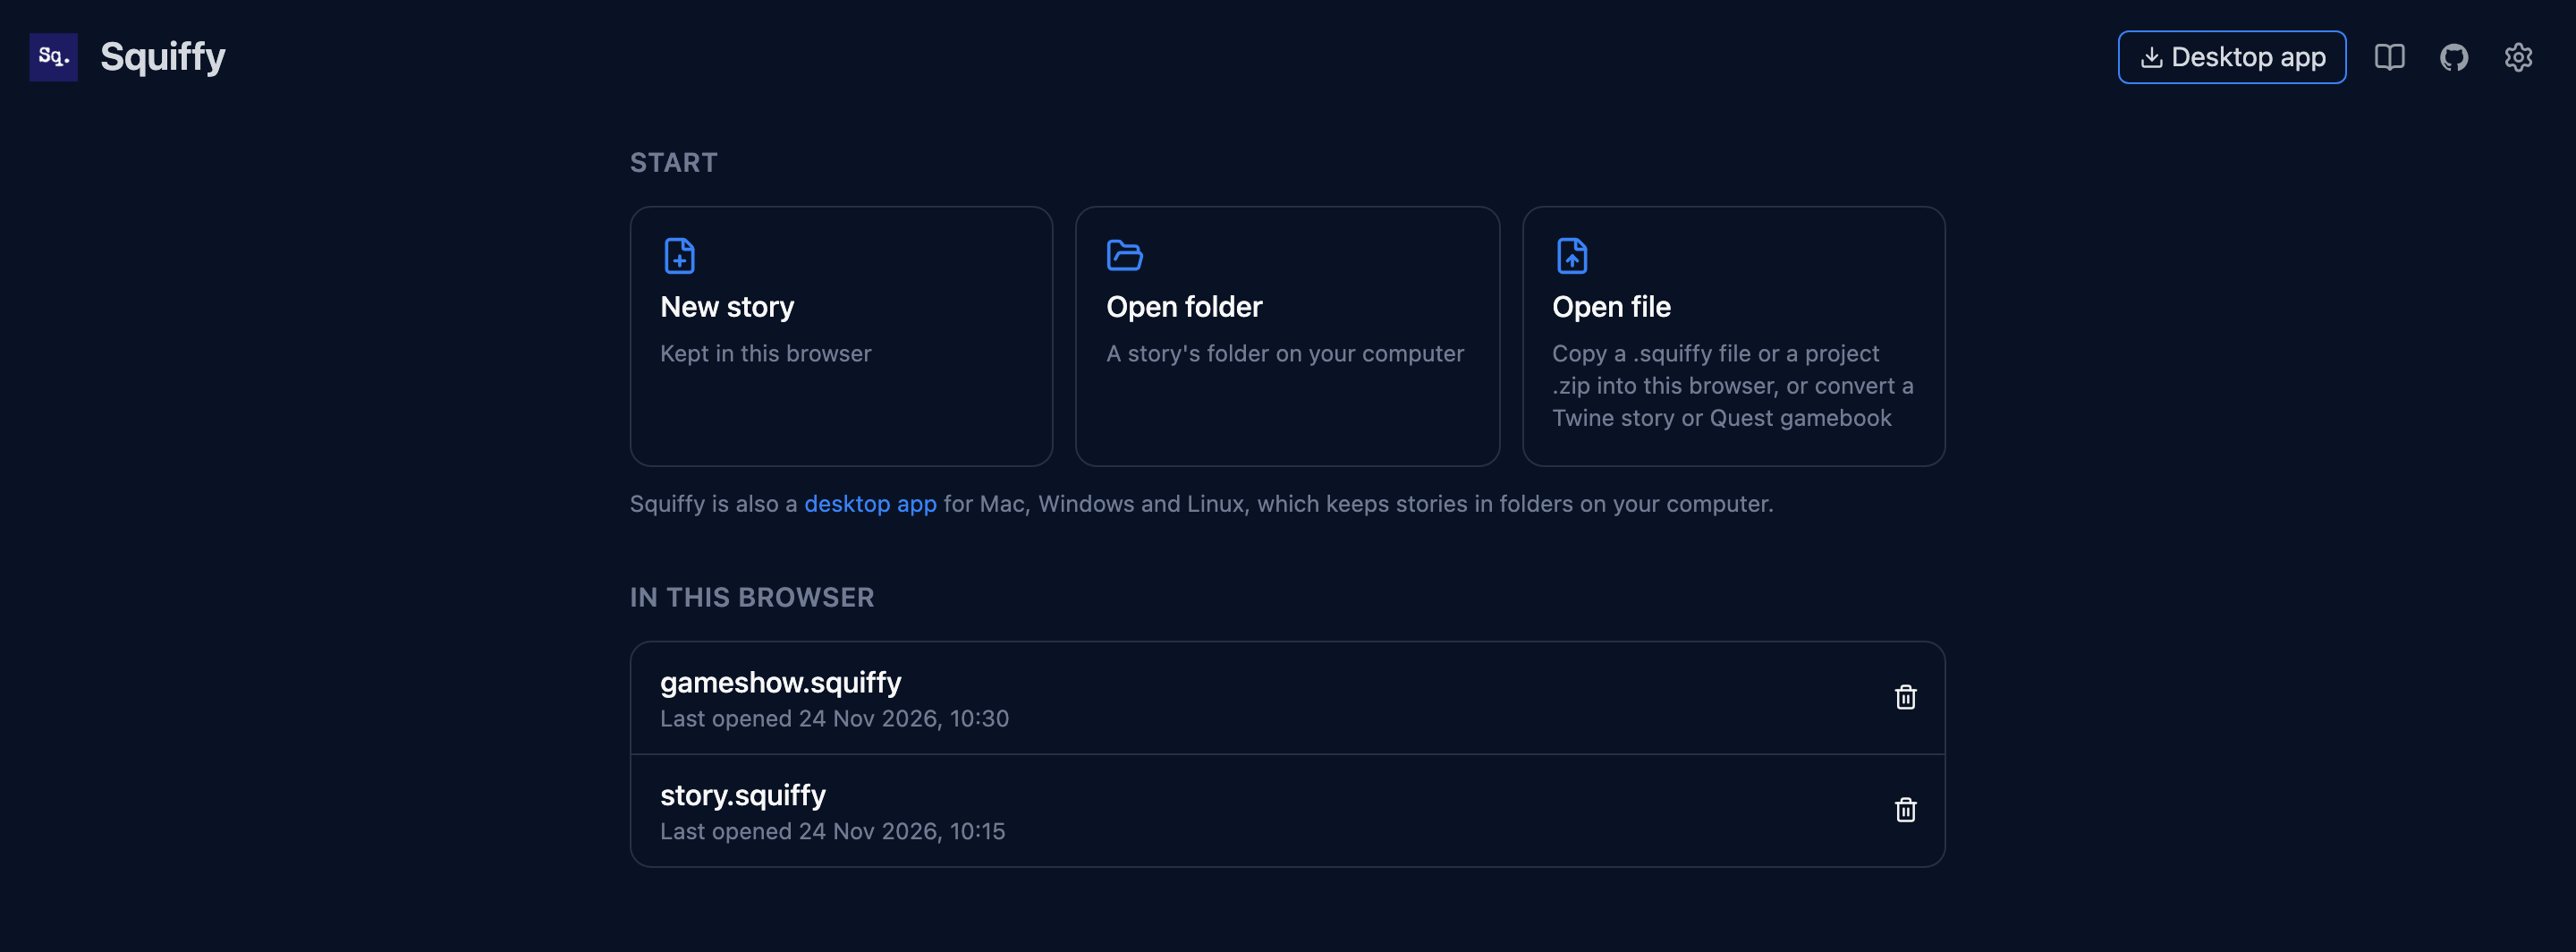 Sq.
Squiffy
Desktop app
START
New story
Kept in this browser
Open folder
A story's folder on your computer
Open file
Copy a .squiffy file or a project
.zip into this browser, or convert a
Twine story or Quest gamebook
Squiffy is also a desktop app for Mac, Windows and Linux, which keeps stories in folders on your computer.
IN THIS BROWSER
gameshow.squiffy
Last opened 24 Nov 2026, 10:30
story.squiffy
Last opened 24 Nov 2026, 10:15